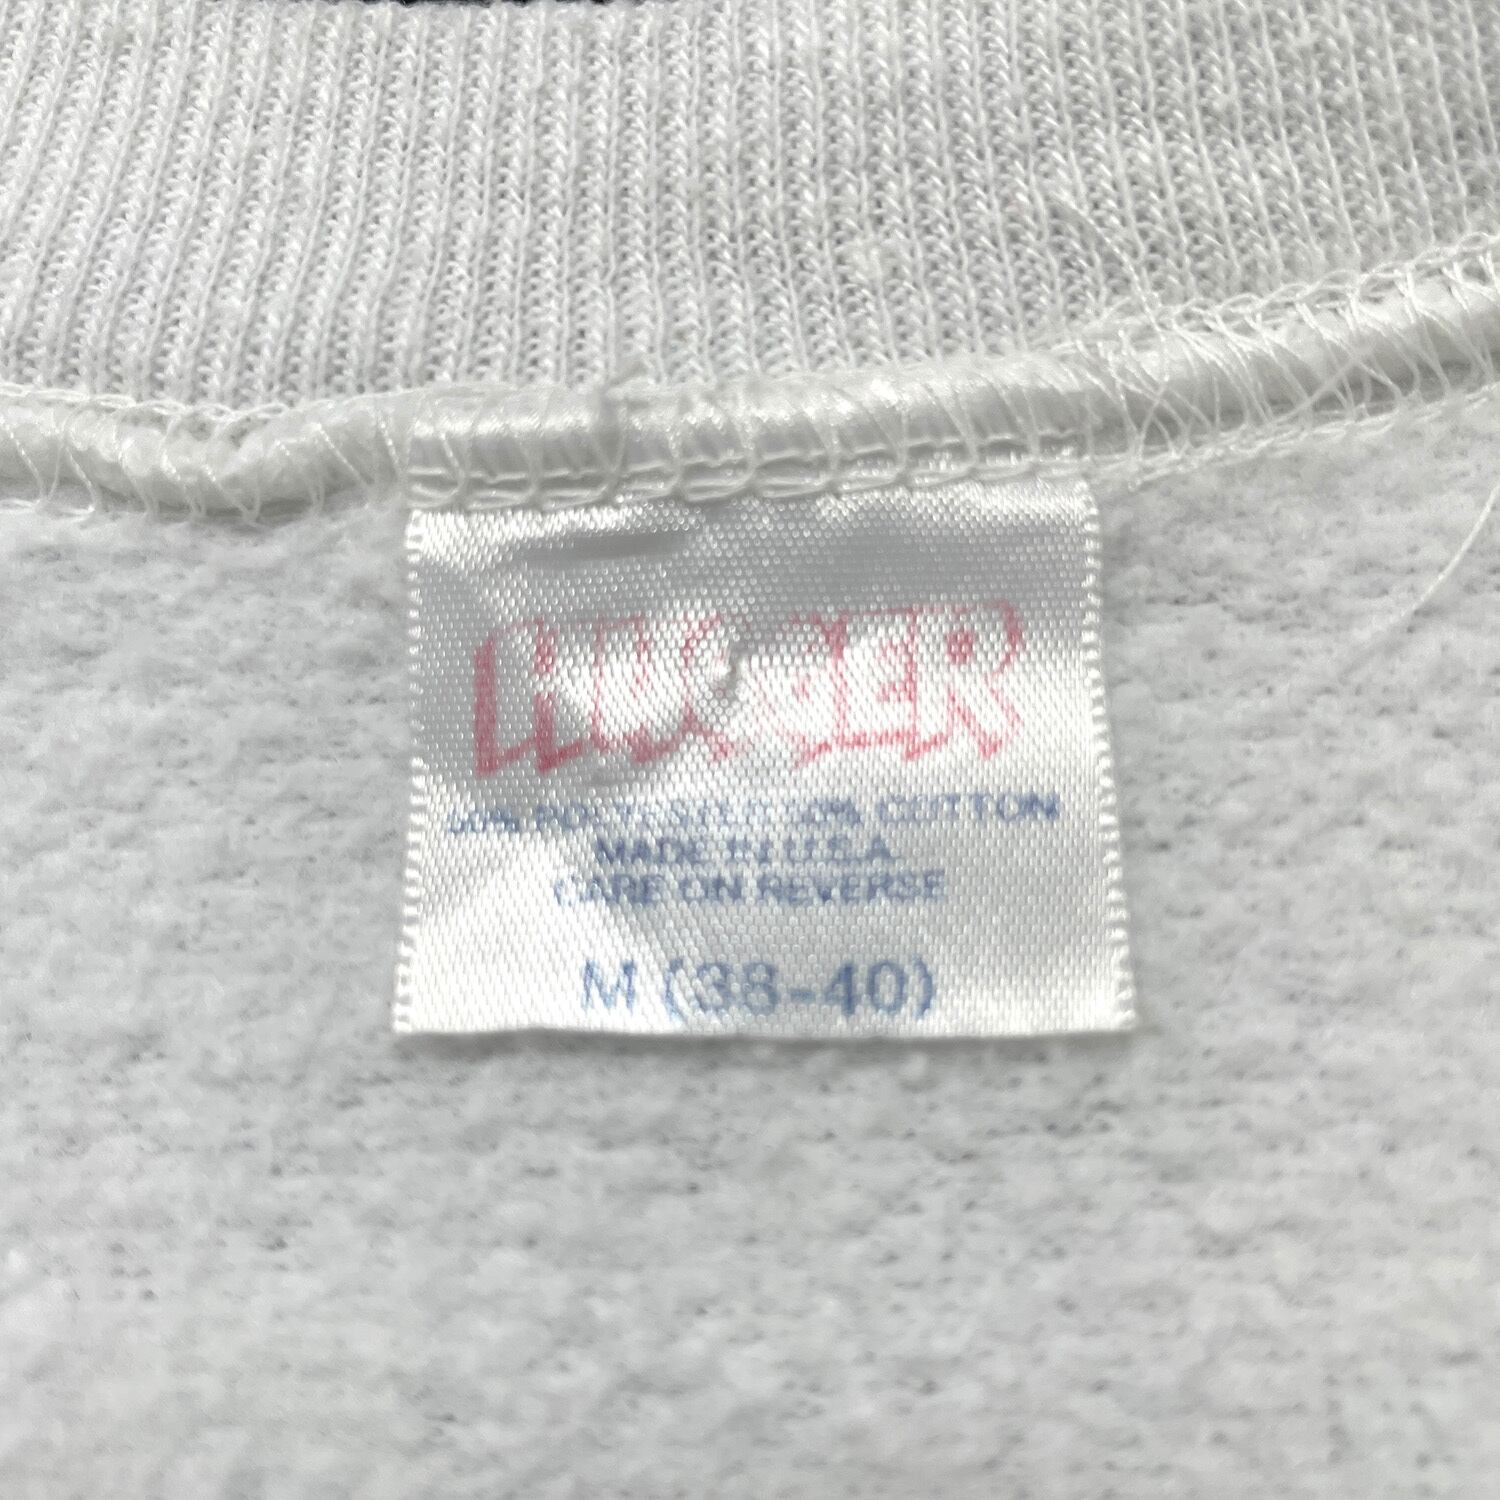 HUGGER
50% POLYESTER 50% COTTON
MADE IN U.S.A.
CARE ON REVERSE
M (38-40)